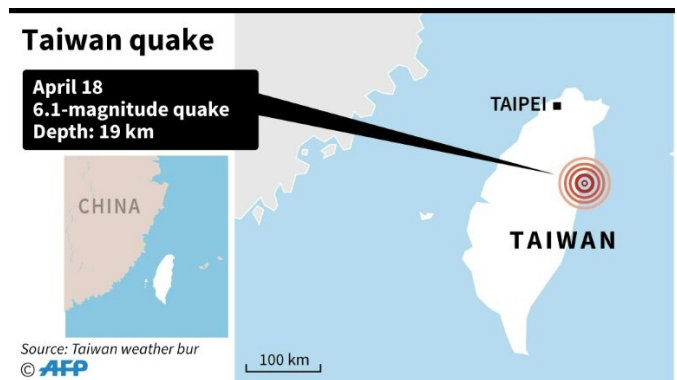 Taiwan quake
April 18
6.1-magnitude quake
Depth: 19 km
TAIPEI
CHINA
TAIWAN
Source: Taiwan weather bur
© AFP
100 km